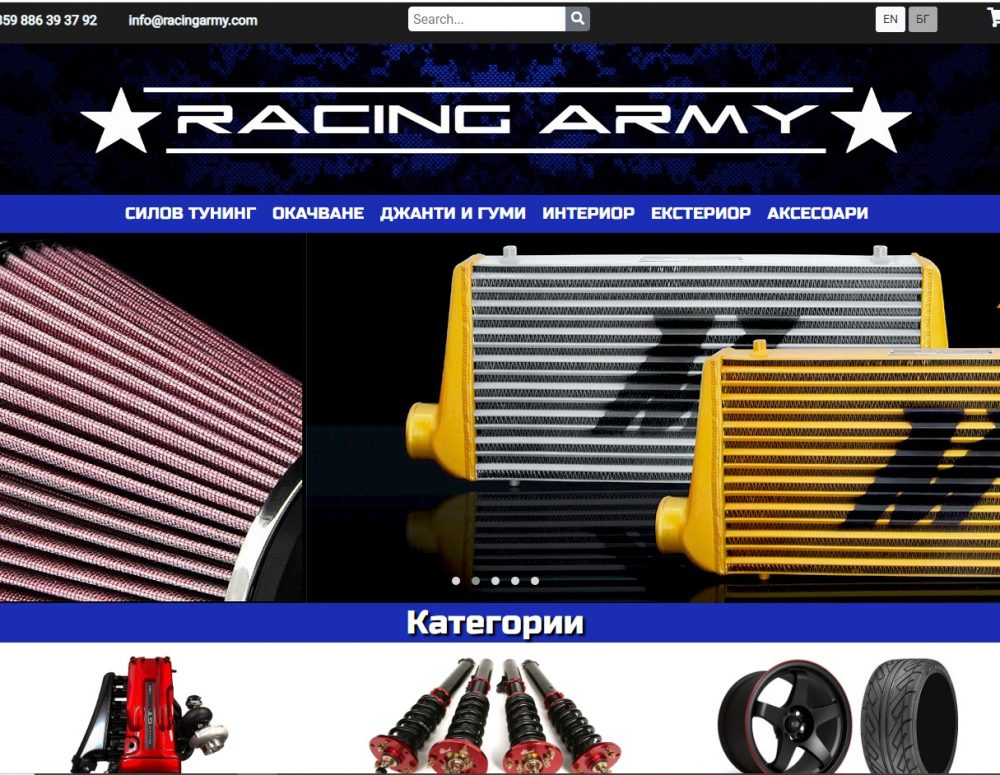 359 886 39 37 92
info@racingarmy.com
Search...
EN
БГ
RACING ARMY
СИЛОВ ТУНИНГ ОКАЧВАНЕ ДЖАНТИ И ГУМИ ИНТЕРИОР ЕКСТЕРИОР АКСЕСОАРИ
Категории